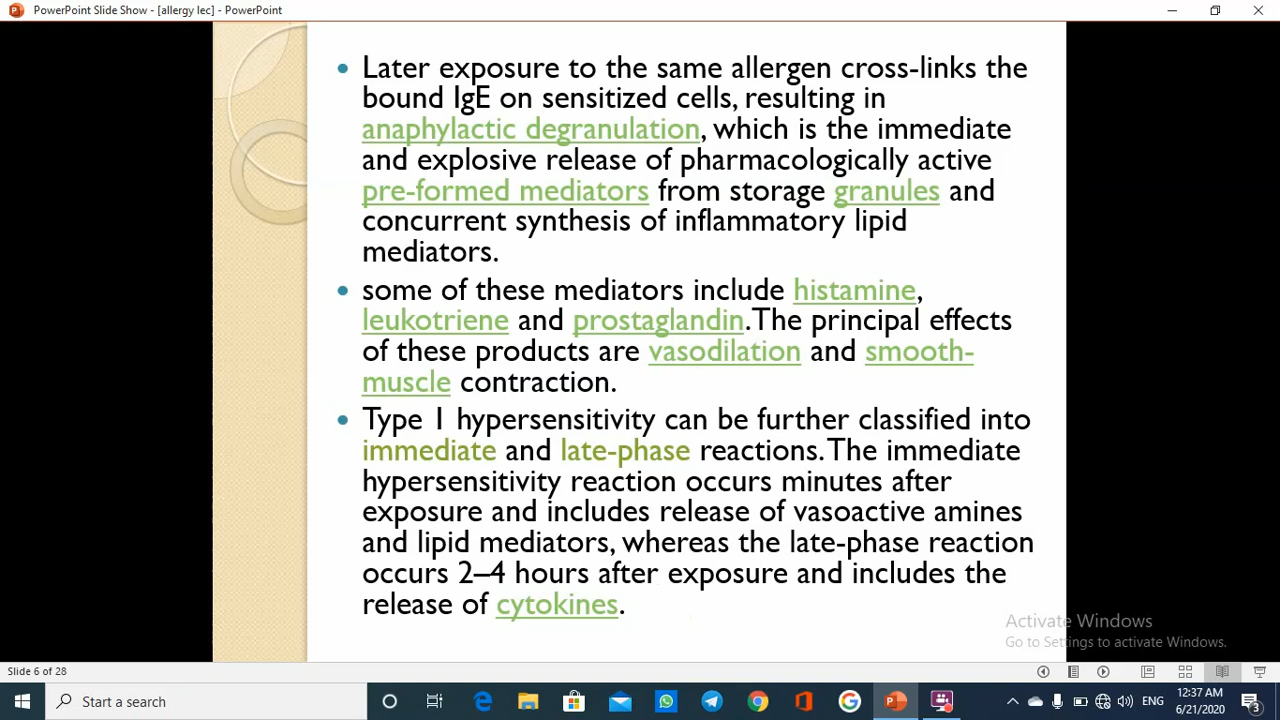 PowerPoint Slide Show - [allergy lec] - PowerPoint
Later exposure to the same allergen cross-links the
bound IgE on sensitized cells, resulting in
anaphylactic degranulation, which is the immediate
and explosive release of pharmacologically active
pre-formed mediators from storage granules and
concurrent synthesis of inflammatory lipid
mediators.
some of these mediators include histamine,
leukotriene and prostaglandin. The principal effects
of these products are vasodilation and smooth-
muscle contraction.
Type 1 hypersensitivity can be further classified into
immediate and late-phase reactions. The immediate
hypersensitivity reaction occurs minutes after
exposure and includes release of vasoactive amines
and lipid mediators, whereas the late-phase reaction
occurs 2–4 hours after exposure and includes the
release of cytokines.
Activate Windows
Go to Settings to activate Windows.
Slide 6 of 28
Start a search
ENG
12:37 AM
6/21/2020
3